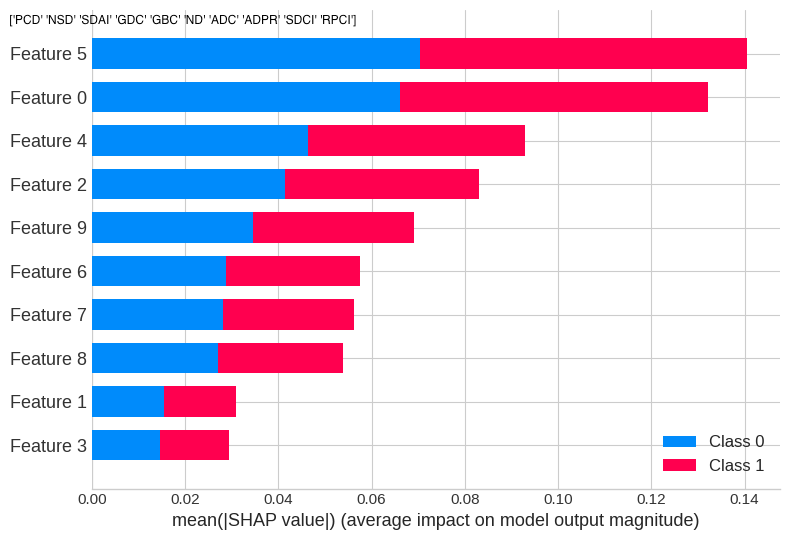 ['PCD' 'NSD' 'SDAI' 'GDC' 'GBC' 'ND' 'ADC' 'ADPR' 'SDCI' 'RPCI']
Feature 5
Feature 0
Feature 4
Feature 2
Feature 9
Feature 6
Feature 7
Feature 8
Feature 1
Feature 3
Class 0
Class 1
0.00 0.02 0.04 0.06 0.08 0.10 0.12 0.14
mean(|SHAP value|) (average impact on model output magnitude)